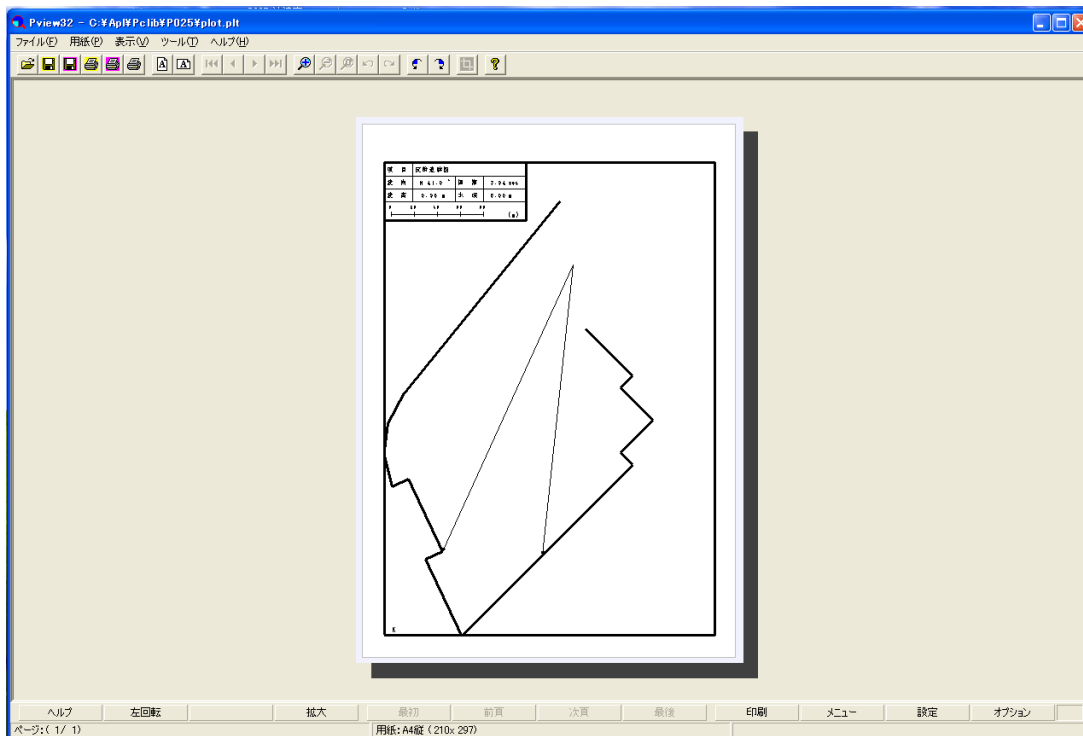 Pview32 - C:¥Apl¥Pclib¥P025¥plot.plt
ファイル(F) 用紙(P) 表示(V) ツール(T) ヘルプ(H)
(m)
K
ヘルプ 左回転 拡大 最初 前頁 次頁 最後 印刷 メニュー 設定 オプション
ページ:( 1/ 1) 用紙:A4縦(210x 297)